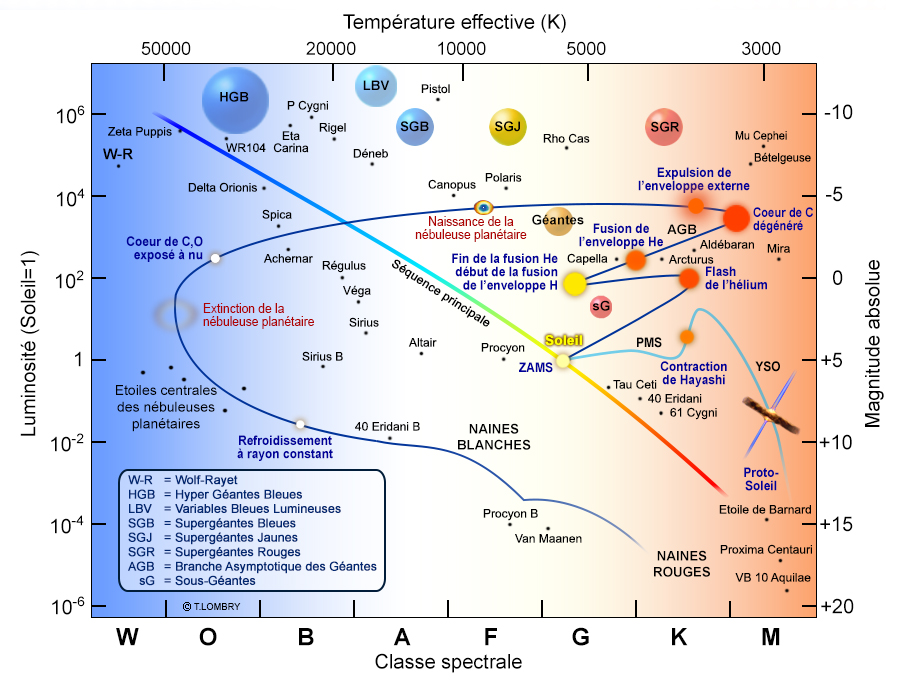 Température effective (K)
50000 20000 10000 5000 3000
Luminosité (Soleil=1)
10⁶
10⁴
10²
1
10⁻²
10⁻⁴
10⁻⁶
Magnitude absolue
-10
-5
0
+5
+10
+15
+20
HGB
LBV
Pistol
P Cygni
SGB
SGJ
SGR
Zeta Puppis
WR104
Eta
Carina
Rigel
Rho Cas
Mu Cephei
W-R
Déneb
Bételgeuse
Delta Orionis
Canopus
Polaris
Expulsion de
l'enveloppe externe
Spica
Naissance de la
nébuleuse planétaire
Géantes
Fusion de
l'enveloppe He
AGB
Coeur de C
dégénéré
Coeur de C,O
exposé à nu
Achernar
Régulus
Véga
Séquence principale
Fin de la fusion He
début de la fusion
de l'enveloppe H
Capella
Arcturus
Aldébaran
Mira
Flash
de l'hélium
sG
Extinction de la
nébuleuse planétaire
Sirius
Altair
Sirius B
Procyon
Soleil
ZAMS
PMS
YSO
Contraction
de Hayashi
Tau Ceti
40 Eridani
61 Cygni
Etoiles centrales
des nébuleuses
planétaires
Refroidissement
à rayon constant
40 Eridani B
NAINES
BLANCHES
Proto-
Soleil
W-R = Wolf-Rayet
HGB = Hyper Géantes Bleues
LBV = Variables Bleues Lumineuses
SGB = Supergéantes Bleues
SGJ = Supergéantes Jaunes
SGR = Supergéantes Rouges
AGB = Branche Asymptotique des Géantes
sG = Sous-Géantes
Procyon B
Van Maanen
Etoile de Barnard
NAINES
ROUGES
Proxima Centauri
VB 10 Aquilae
© T.LOMBRY
W O B A F G K M
Classe spectrale